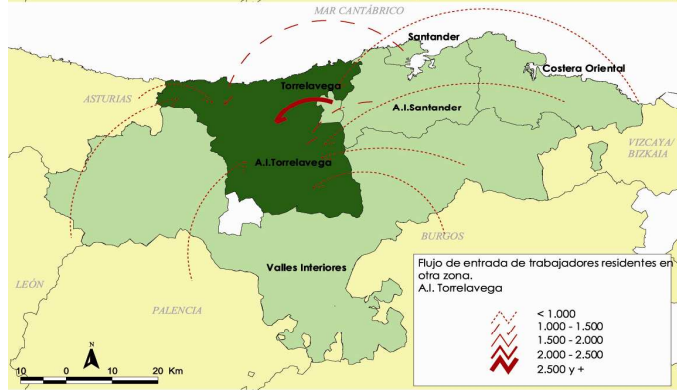 MAR CANTÁBRICO
Santander
Costera Oriental
Torrelavega
ASTURIAS
A.I.Santander
VIZCAYA/
BIZKAIA
A.I.Torrelavega
BURGOS
Valles Interiores
LEÓN
PALENCIA
Flujo de entrada de trabajadores residentes en
otra zona.
A.I. Torrelavega
< 1.000
1.000 - 1.500
1.500 - 2.000
2.000 - 2.500
2.500 y +
N
10 0 10 20 Km